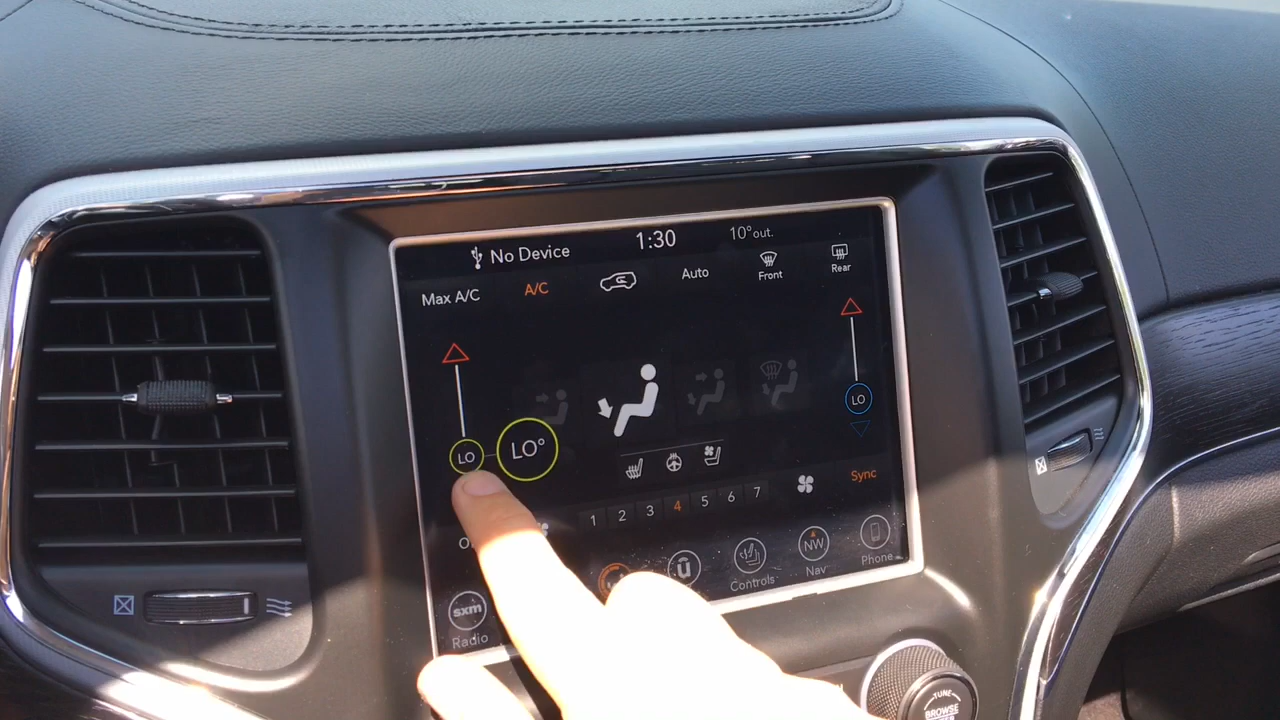 No Device
1:30
10° out.
Max A/C
A/C
Auto
Front
Rear
LO
LO°
LO
Sync
1 2 3 4 5 6 7
sxm
Radio
Controls
NW
Nav
Phone
TUNE
BROWSE